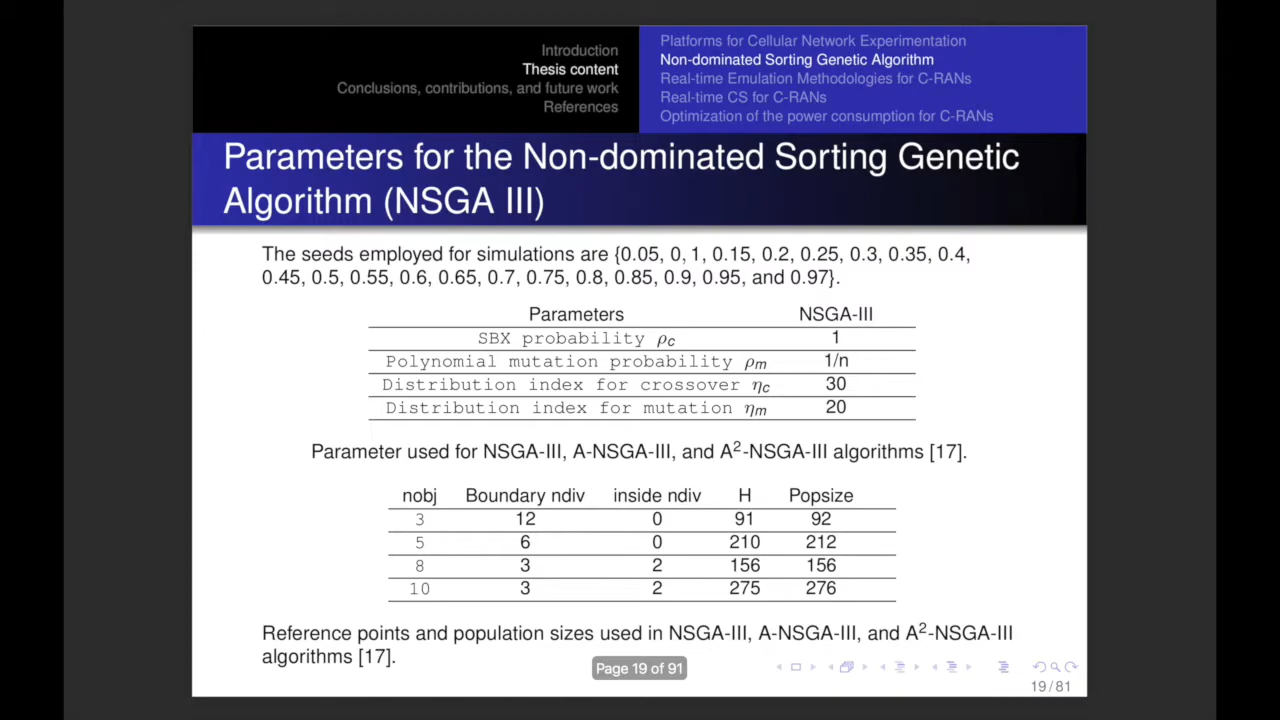 Introduction
Thesis content
Conclusions, contributions, and future work
References
Platforms for Cellular Network Experimentation
Non-dominated Sorting Genetic Algorithm
Real-time Emulation Methodologies for C-RANs
Real-time CS for C-RANs
Optimization of the power consumption for C-RANs
Parameters for the Non-dominated Sorting Genetic
Algorithm (NSGA III)
The seeds employed for simulations are {0.05, 0, 1, 0.15, 0.2, 0.25, 0.3, 0.35, 0.4,
0.45, 0.5, 0.55, 0.6, 0.65, 0.7, 0.75, 0.8, 0.85, 0.9, 0.95, and 0.97}.
Parameters NSGA-III
SBX probability ρc 1
Polynomial mutation probability ρm 1/n
Distribution index for crossover ηc 30
Distribution index for mutation ηm 20
Parameter used for NSGA-III, A-NSGA-III, and A²-NSGA-III algorithms [17].
nobj Boundary ndiv inside ndiv H Popsize
3 12 0 91 92
5 6 0 210 212
8 3 2 156 156
10 3 2 275 276
Reference points and population sizes used in NSGA-III, A-NSGA-III, and A²-NSGA-III
algorithms [17].
Page 19 of 91
19/81